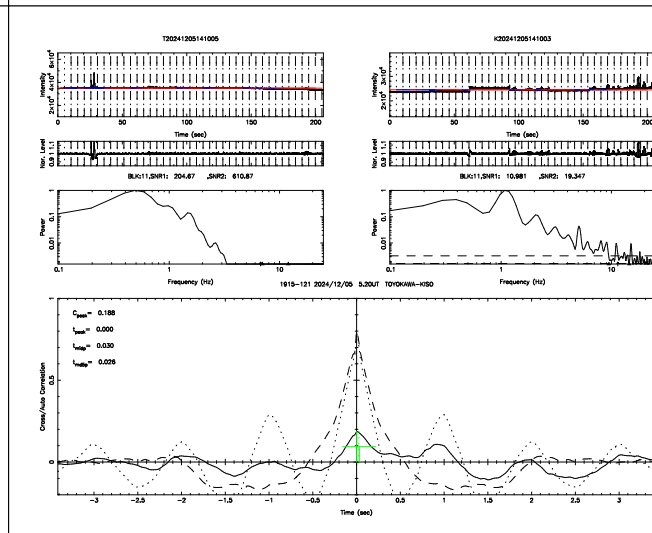 T20241205141005
K20241205141003
Intensity
2×10⁴ 4×10⁴ 6×10⁴
0 50 100 150 200
Time (sec)
Intensity
2×10⁴ 3×10⁴
0 50 100 150 200
Time (sec)
Nor. Level
0.9 1 1.1
Nor. Level
0.9 1 1.1
BLK:11,SNR1: 204.67 ,SNR2: 610.87
BLK:11,SNR1: 10.981 ,SNR2: 19.347
Power
1
0.1
0.01
0.1 1 10
Frequency (Hz)
Power
1
0.1
0.01
0.1 1 10
Frequency (Hz)
1915-121 2024/12/05 5.20UT TOYOKAWA-KISO
Cpeak= 0.188
tpeak= 0.000
tmidp= 0.030
tmdbp= 0.026
Cross/Auto Correlation
1
0.5
0
−3 −2.5 −2 −1.5 −1 −0.5 0 0.5 1 1.5 2 2.5 3
Time (sec)